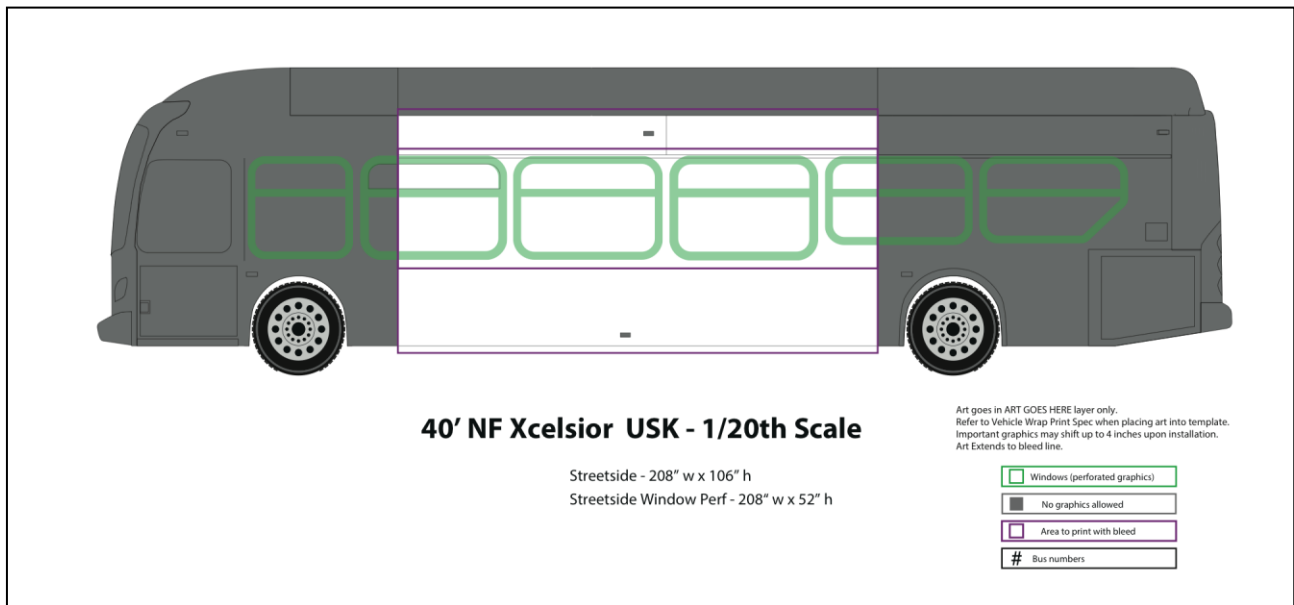 40’ NF Xcelsior  USK - 1/20th Scale
Streetside - 208” w x 106” h
Streetside Window Perf - 208“ w x 52” h
Art goes in ART GOES HERE layer only.
Refer to Vehicle Wrap Print Spec when placing art into template.
Important graphics may shift up to 4 inches upon installation.
Art Extends to bleed line.
Windows (perforated graphics)
No graphics allowed
Area to print with bleed
# Bus numbers